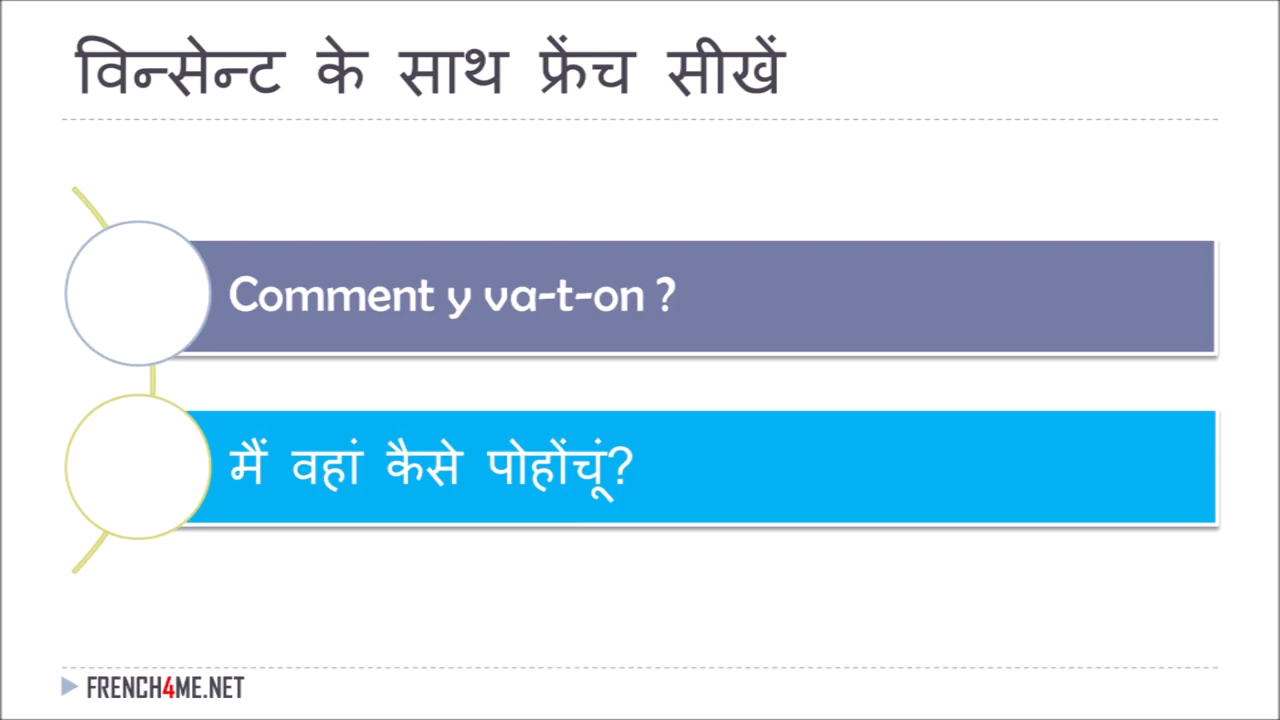 विन्सेन्ट के साथ फ्रेंच सीखें
Comment y va-t-on ?
मैं वहां कैसे पोहोंचूं?
FRENCH4ME.NET